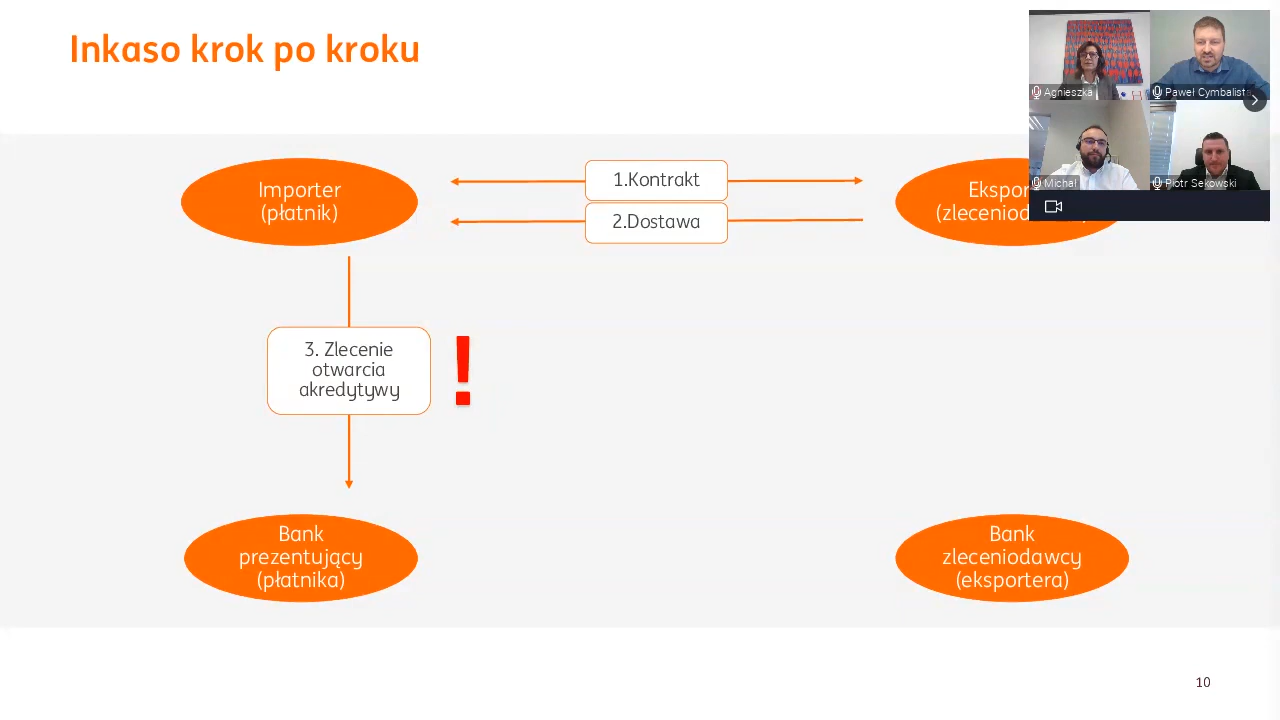 Inkaso krok po kroku
Agnieszka
Paweł Cymbalista
Michał
Piotr Sekowski
Importer
(płatnik)
1.Kontrakt
2.Dostawa
3. Zlecenie
otwarcia
akredytywy
!
Bank
prezentujący
(płatnika)
Bank
zleceniodawcy
(eksportera)
10